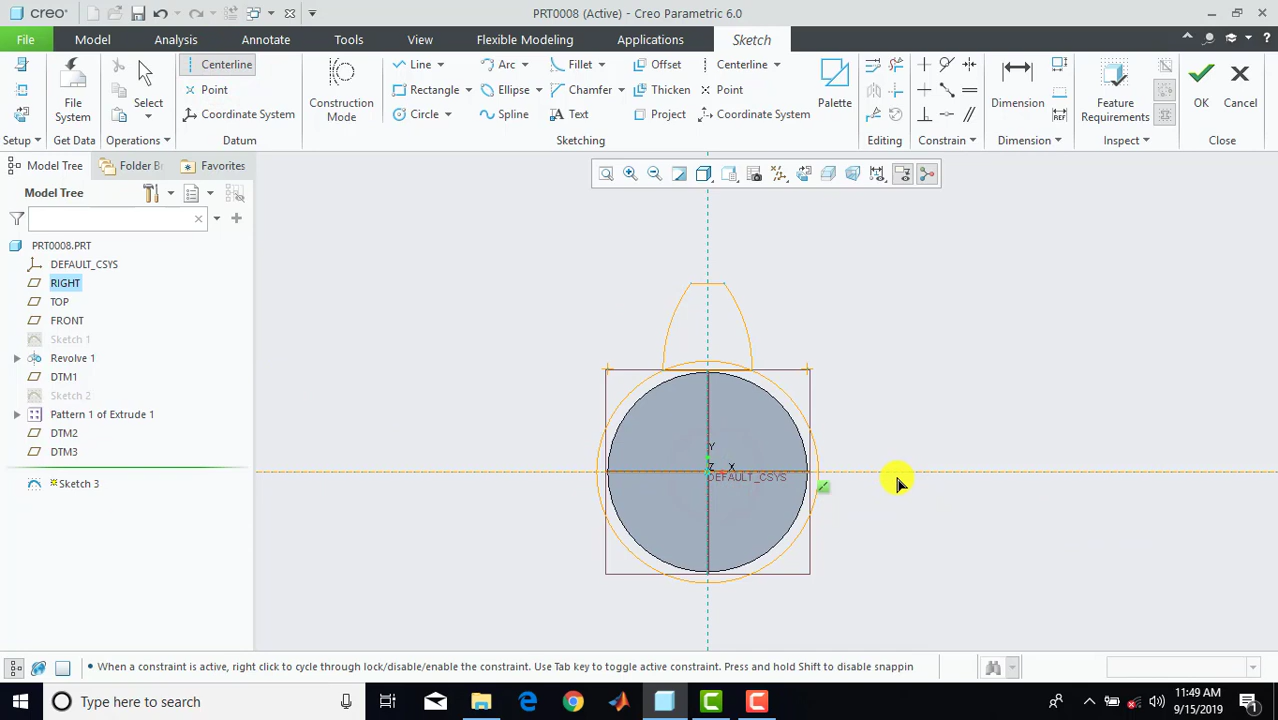 creo°
PRT0008 (Active) - Creo Parametric 6.0
File Model Analysis Annotate Tools View Flexible Modeling Applications Sketch
Centerline Line Arc Fillet Offset Centerline
Point Rectangle Ellipse Chamfer Thicken Point
Coordinate System Circle Spline Text Project Coordinate System
File System Select Construction Mode Palette Dimension REF Feature Requirements OK Cancel
Setup Get Data Operations Datum Sketching Editing Constrain Dimension Inspect Close
Model Tree Folder B Favorites
Model Tree
PRT0008.PRT
DEFAULT_CSYS
RIGHT
TOP
FRONT
Sketch 1
Revolve 1
DTM1
Sketch 2
Pattern 1 of Extrude 1
DTM2
DTM3
Sketch 3
Y
Z X
DEFAULT_CSYS
When a constraint is active, right click to cycle through lock/disable/enable the constraint. Use Tab key to toggle active constraint. Press and hold Shift to disable snappin
Type here to search
11:49 AM
9/15/2019
1